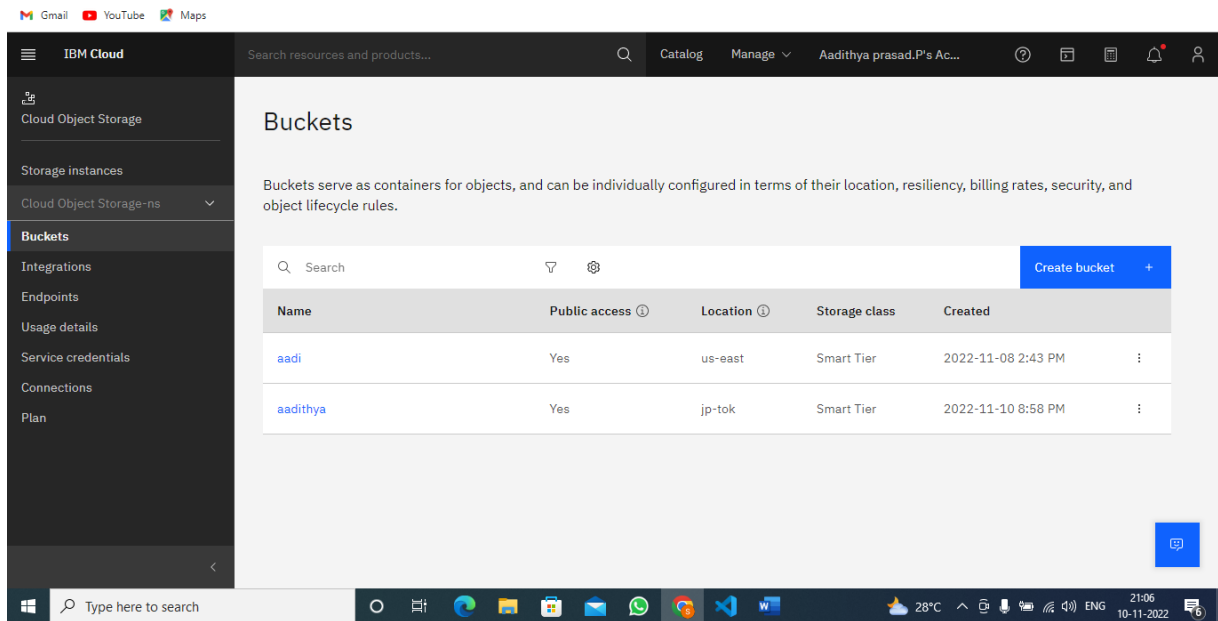 Gmail YouTube Maps
IBM Cloud Search resources and products... Catalog Manage Aadithya prasad.P's Ac...
Cloud Object Storage
Storage instances
Cloud Object Storage-ns
Buckets
Integrations
Endpoints
Usage details
Service credentials
Connections
Plan
Buckets
Buckets serve as containers for objects, and can be individually configured in terms of their location, resiliency, billing rates, security, and
object lifecycle rules.
Search Create bucket +
Name Public access Location Storage class Created
aadi Yes us-east Smart Tier 2022-11-08 2:43 PM
aadithya Yes jp-tok Smart Tier 2022-11-10 8:58 PM
Type here to search 28°C ENG 21:06
10-11-2022 6